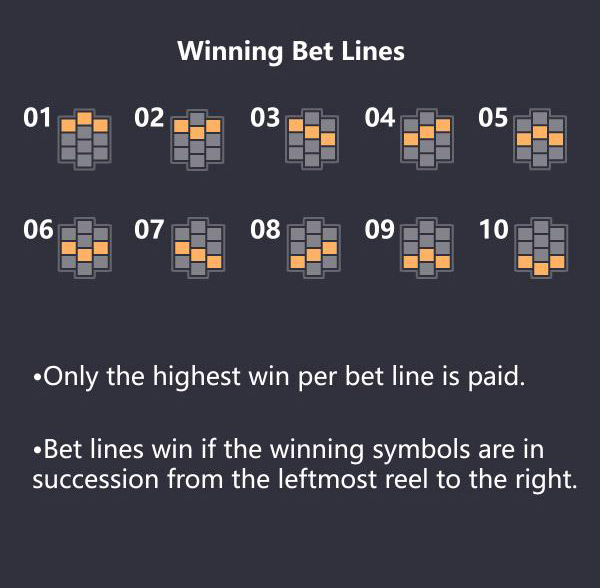 Winning Bet Lines
01 02 03 04 05
06 07 08 09 10
•Only the highest win per bet line is paid.
•Bet lines win if the winning symbols are in
succession from the leftmost reel to the right.